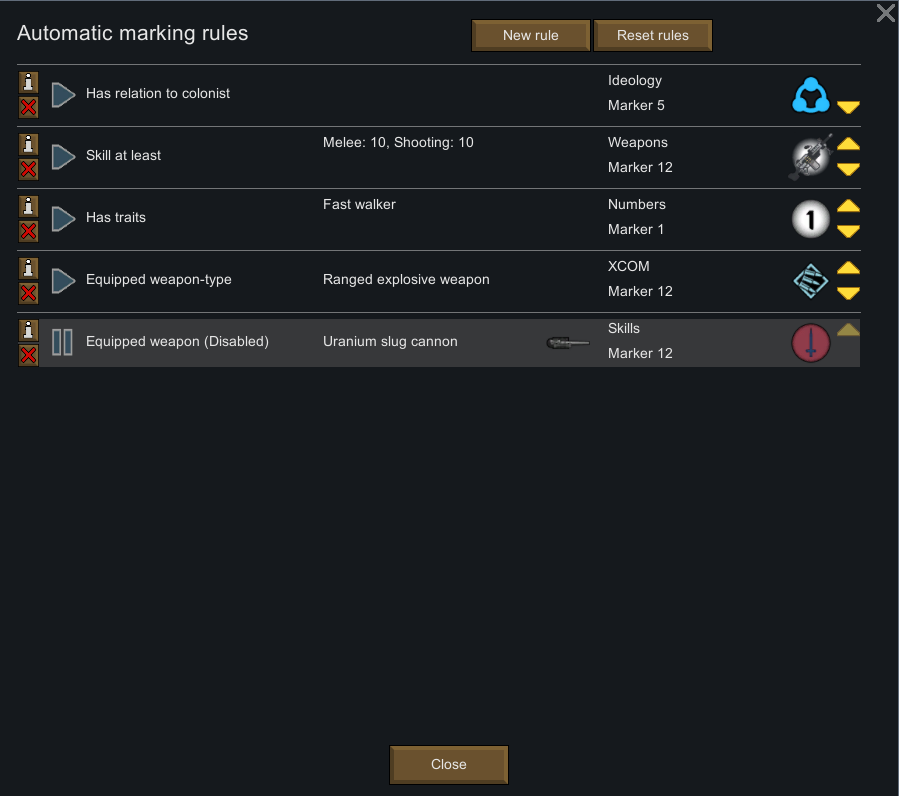 Automatic marking rules
New rule
Reset rules
Has relation to colonist
Ideology
Marker 5
Skill at least
Melee: 10, Shooting: 10
Weapons
Marker 12
Has traits
Fast walker
Numbers
Marker 1
1
Equipped weapon-type
Ranged explosive weapon
XCOM
Marker 12
Equipped weapon (Disabled)
Uranium slug cannon
Skills
Marker 12
Close